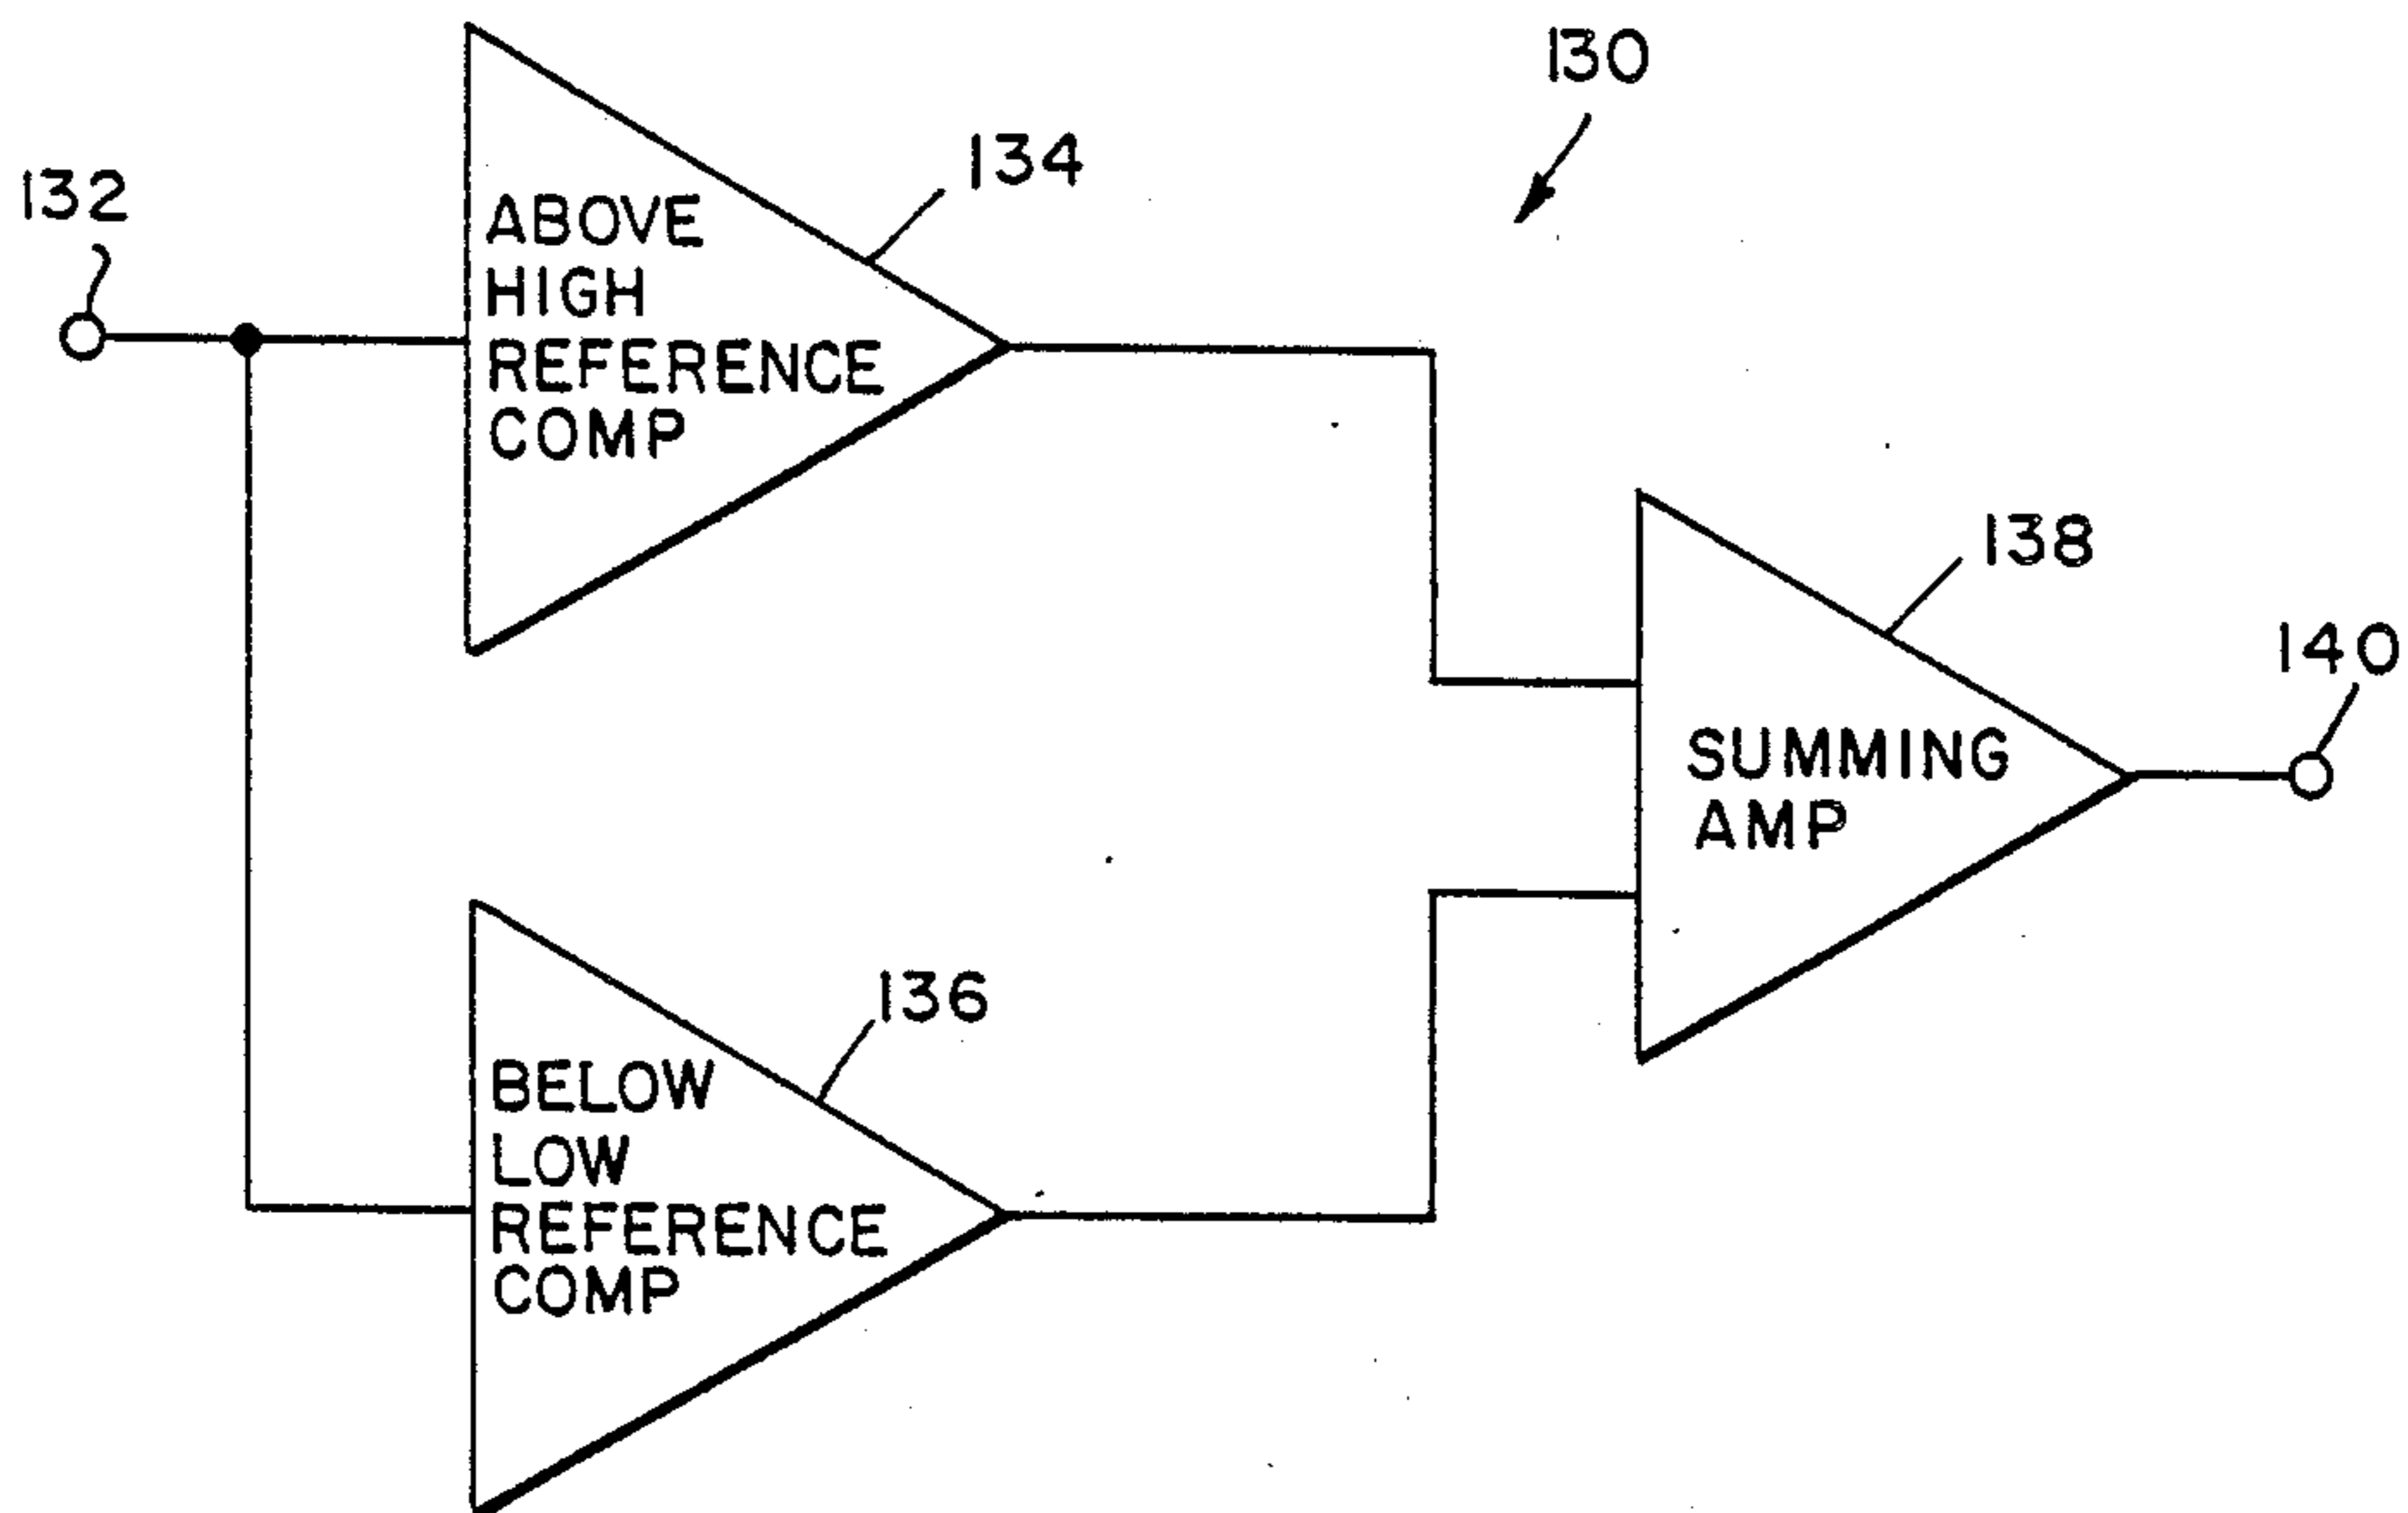 130
132
134
ABOVE
HIGH
REFERENCE
COMP
138
140
SUMMING
AMP
136
BELOW
LOW
REFERENCE
COMP